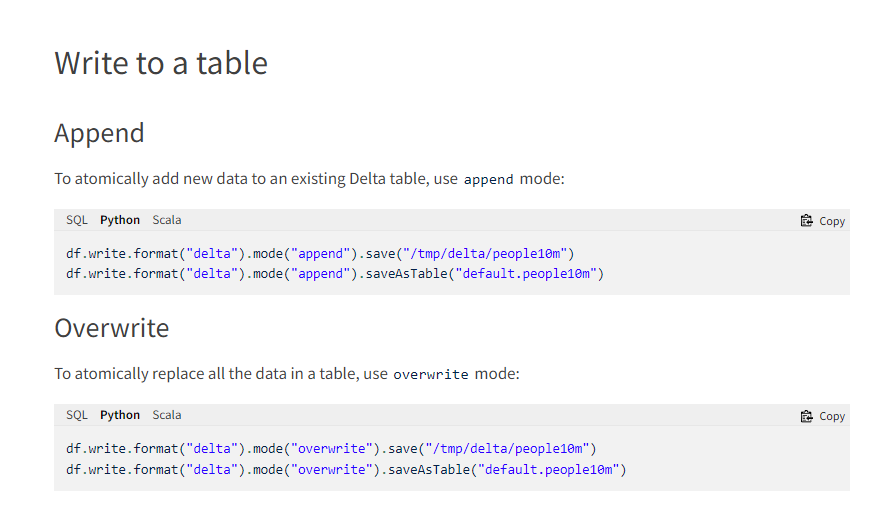 Write to a table
Append
To atomically add new data to an existing Delta table, use append mode:
SQL Python Scala Copy
df.write.format("delta").mode("append").save("/tmp/delta/people10m")
df.write.format("delta").mode("append").saveAsTable("default.people10m")
Overwrite
To atomically replace all the data in a table, use overwrite mode:
SQL Python Scala Copy
df.write.format("delta").mode("overwrite").save("/tmp/delta/people10m")
df.write.format("delta").mode("overwrite").saveAsTable("default.people10m")